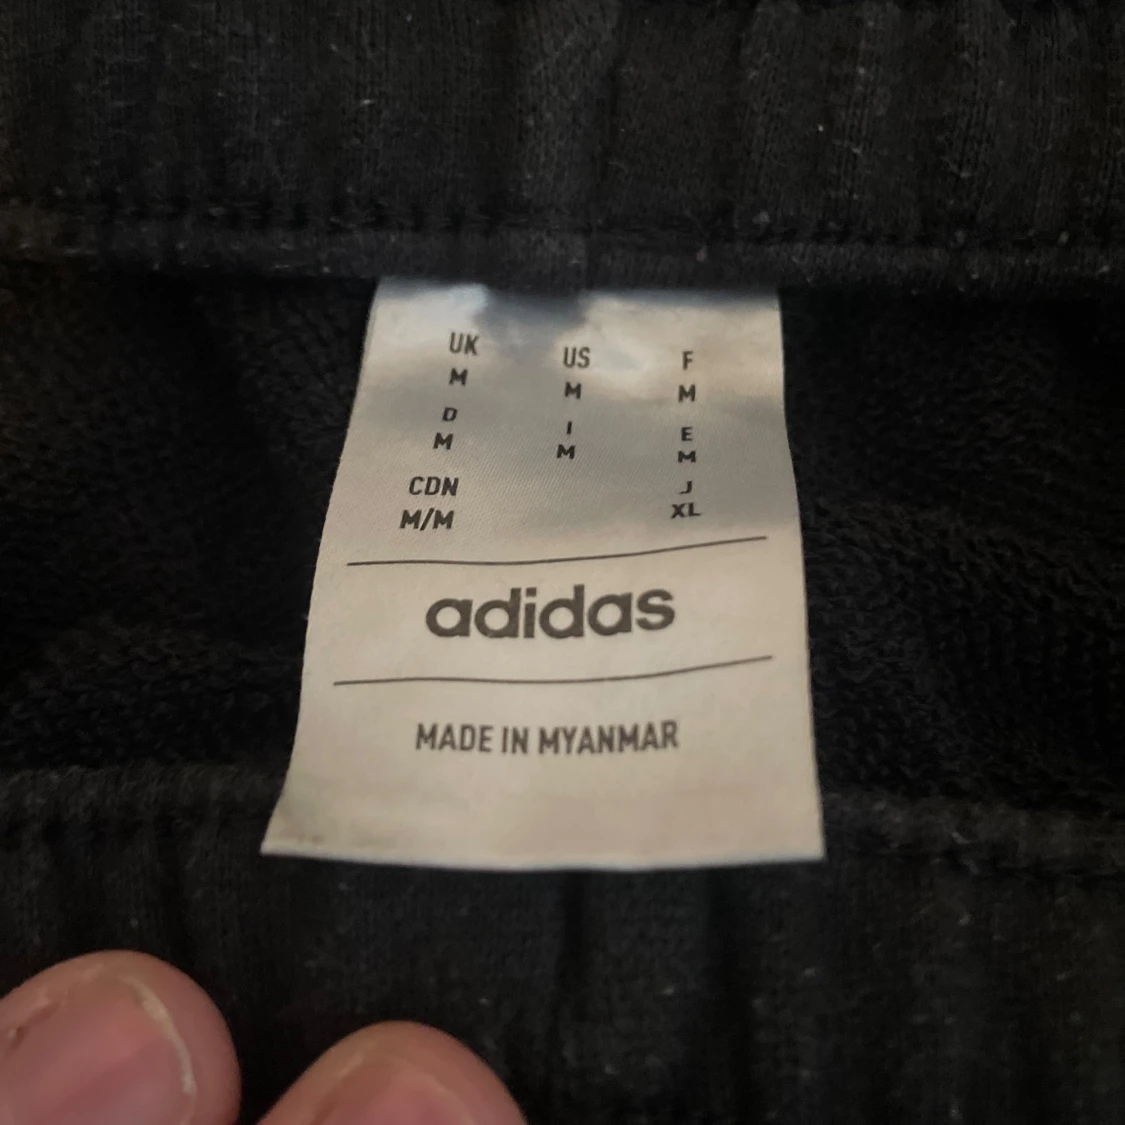 UK US F
M M M
D I E
M M M
CDN J
M/M XL
adidas
MADE IN MYANMAR